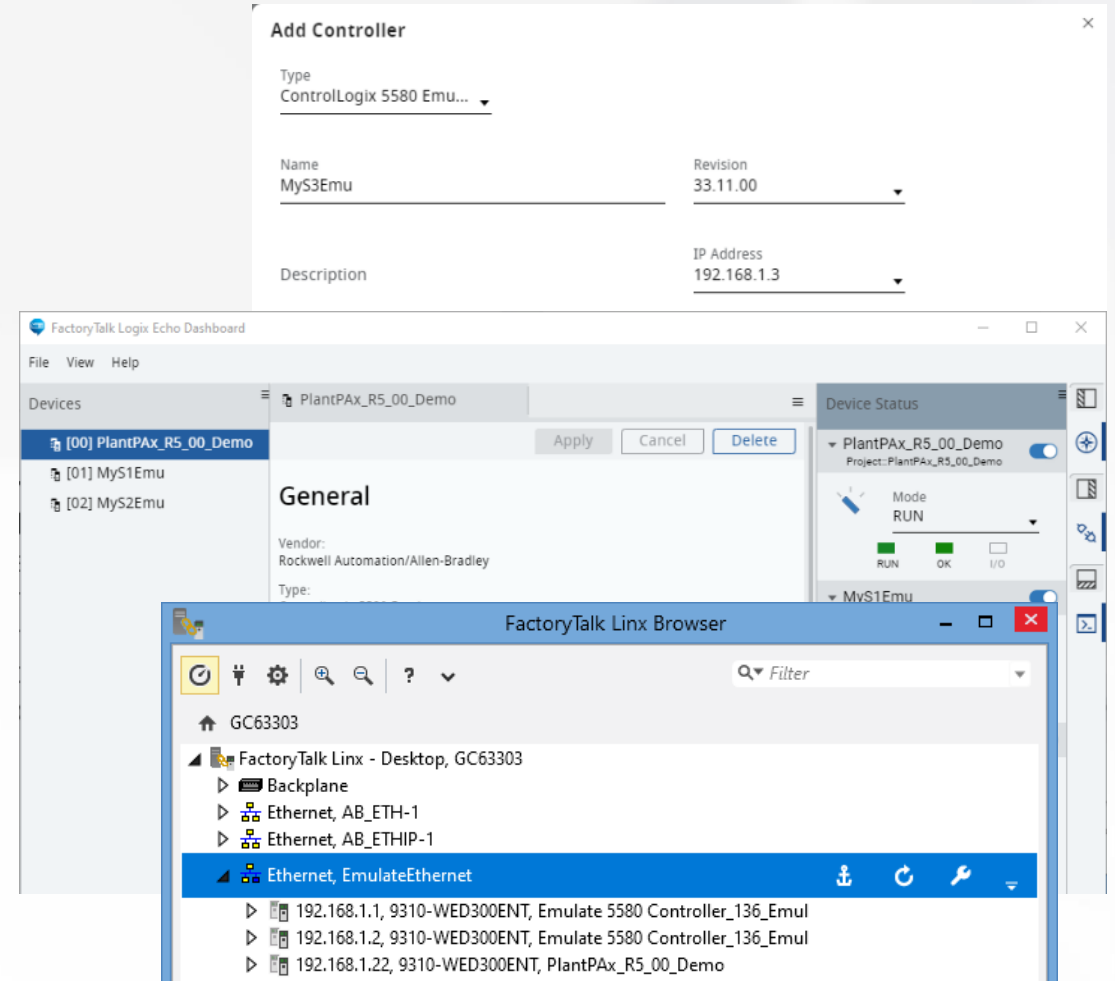 Add Controller
Type
ControlLogix 5580 Emu...
Name
MyS3Emu
Revision
33.11.00
Description
IP Address
192.168.1.3
FactoryTalk Logix Echo Dashboard
File View Help
Devices
[00] PlantPAx_R5_00_Demo
[01] MyS1Emu
[02] MyS2Emu
PlantPAx_R5_00_Demo
Apply Cancel Delete
General
Vendor:
Rockwell Automation/Allen-Bradley
Type:
Device Status
PlantPAx_R5_00_Demo
Project::PlantPAx_R5_00_Demo
Mode
RUN
RUN OK I/O
MyS1Emu
FactoryTalk Linx Browser
? Filter
GC63303
FactoryTalk Linx - Desktop, GC63303
Backplane
Ethernet, AB_ETH-1
Ethernet, AB_ETHIP-1
Ethernet, EmulateEthernet
192.168.1.1, 9310-WED300ENT, Emulate 5580 Controller_136_Emul
192.168.1.2, 9310-WED300ENT, Emulate 5580 Controller_136_Emul
192.168.1.22, 9310-WED300ENT, PlantPAx_R5_00_Demo